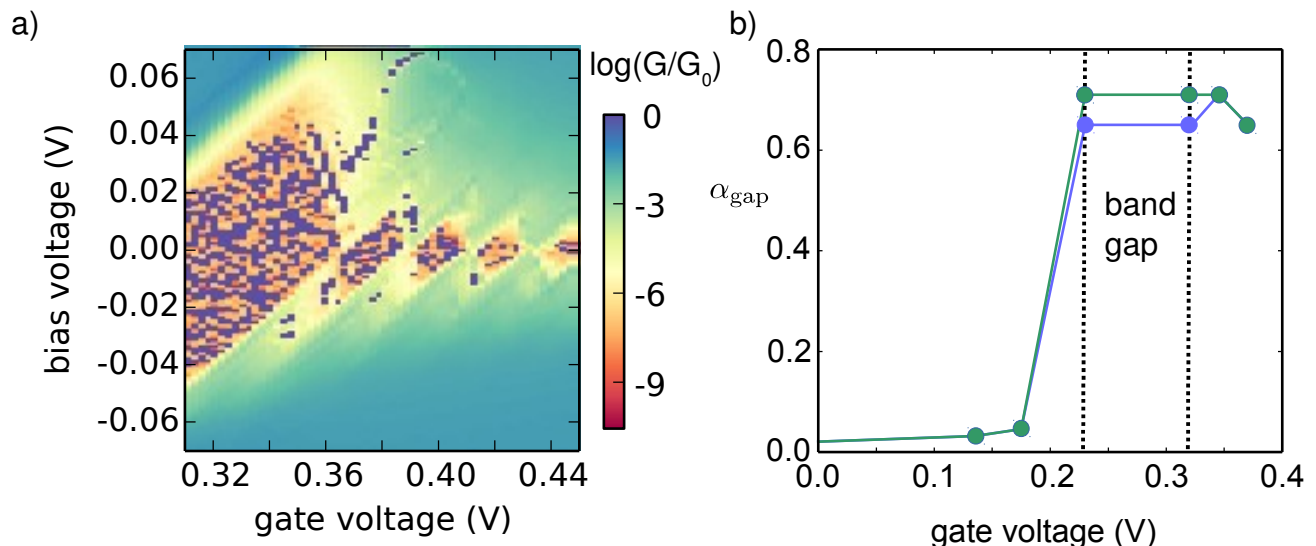 a)
log(G/G₀)
0.06
0.04
0.02
0.00
-0.02
-0.04
-0.06
bias voltage (V)
0
-3
-6
-9
0.32 0.36 0.40 0.44
gate voltage (V)
b)
0.8
0.6
0.4
0.2
0.0
α_gap
band
gap
0.0 0.1 0.2 0.3 0.4
gate voltage (V)